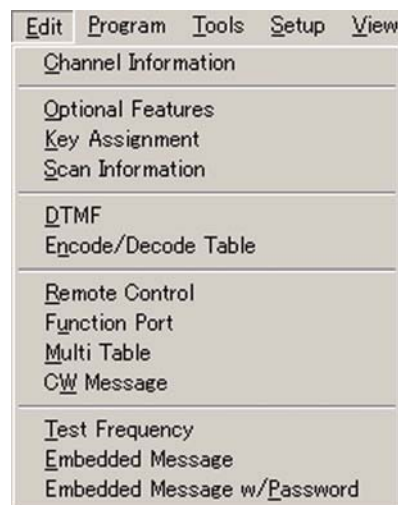 Edit Program Tools Setup View
Channel Information
Optional Features
Key Assignment
Scan Information
DTMF
Encode/Decode Table
Remote Control
Function Port
Multi Table
CW Message
Test Frequency
Embedded Message
Embedded Message w/Password